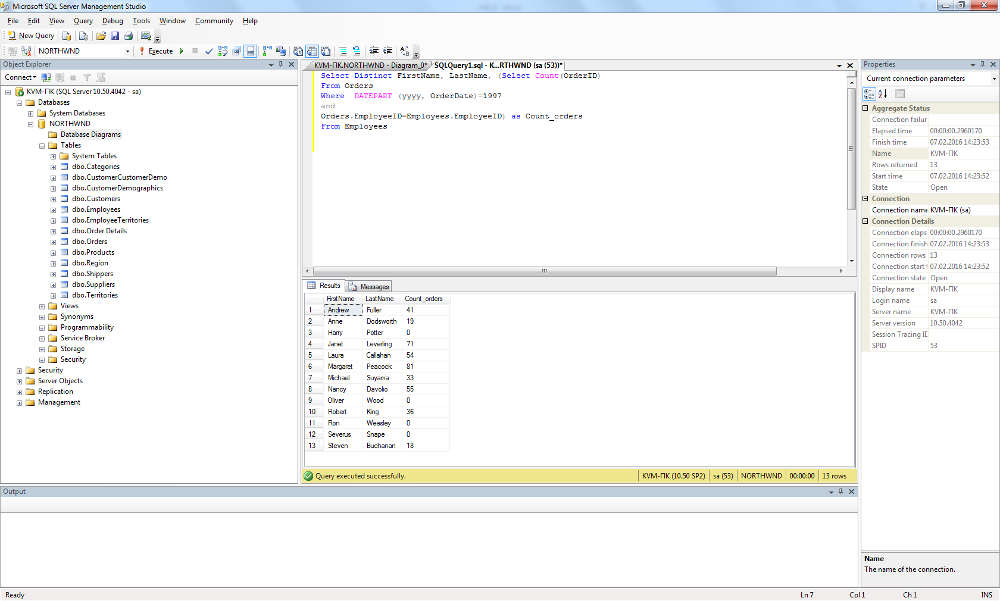 Microsoft SQL Server Management Studio
File Edit View Query Debug Tools Window Community Help
New Query
NORTHWND Execute
Object Explorer
Connect
KVM-ПК (SQL Server 10.50.4042 - sa)
Databases
System Databases
NORTHWND
Database Diagrams
Tables
System Tables
dbo.Categories
dbo.CustomerCustomerDemo
dbo.CustomerDemographics
dbo.Customers
dbo.Employees
dbo.EmployeeTerritories
dbo.Order Details
dbo.Orders
dbo.Products
dbo.Region
dbo.Shippers
dbo.Suppliers
dbo.Territories
Views
Synonyms
Programmability
Service Broker
Storage
Security
Security
Server Objects
Replication
Management
KVM-ПК.NORTHWND - Diagram_0* SQLQuery1.sql - K...RTHWND (sa (53))*
Select Distinct FirstName, LastName, (Select Count(OrderID)
From Orders
Where DATEPART (yyyy, OrderDate)=1997
and
Orders.EmployeeID=Employees.EmployeeID) as Count_orders
From Employees
Results Messages
FirstName LastName Count_orders
1 Andrew Fuller 41
2 Anne Dodsworth 19
3 Harry Potter 0
4 Janet Leverling 71
5 Laura Callahan 54
6 Margaret Peacock 81
7 Michael Suyama 33
8 Nancy Davolio 55
9 Oliver Wood 0
10 Robert King 36
11 Ron Weasley 0
12 Severus Snape 0
13 Steven Buchanan 18
Query executed successfully. KVM-ПК (10.50 SP2) sa (53) NORTHWND 00:00:00 13 rows
Properties
Current connection parameters
Aggregate Status
Connection failur
Elapsed time 00:00:00.2960170
Finish time 07.02.2016 14:23:53
Name KVM-ПК
Rows returned 13
Start time 07.02.2016 14:23:52
State Open
Connection
Connection name KVM-ПК (sa)
Connection Details
Connection elaps 00:00:00.2960170
Connection finish 07.02.2016 14:23:53
Connection rows 13
Connection start t 07.02.2016 14:23:52
Connection state Open
Display name KVM-ПК
Login name sa
Server name KVM-ПК
Server version 10.50.4042
Session Tracing ID
SPID 53
Name
The name of the connection.
Output
Ready Ln 7 Col 1 Ch 1 INS